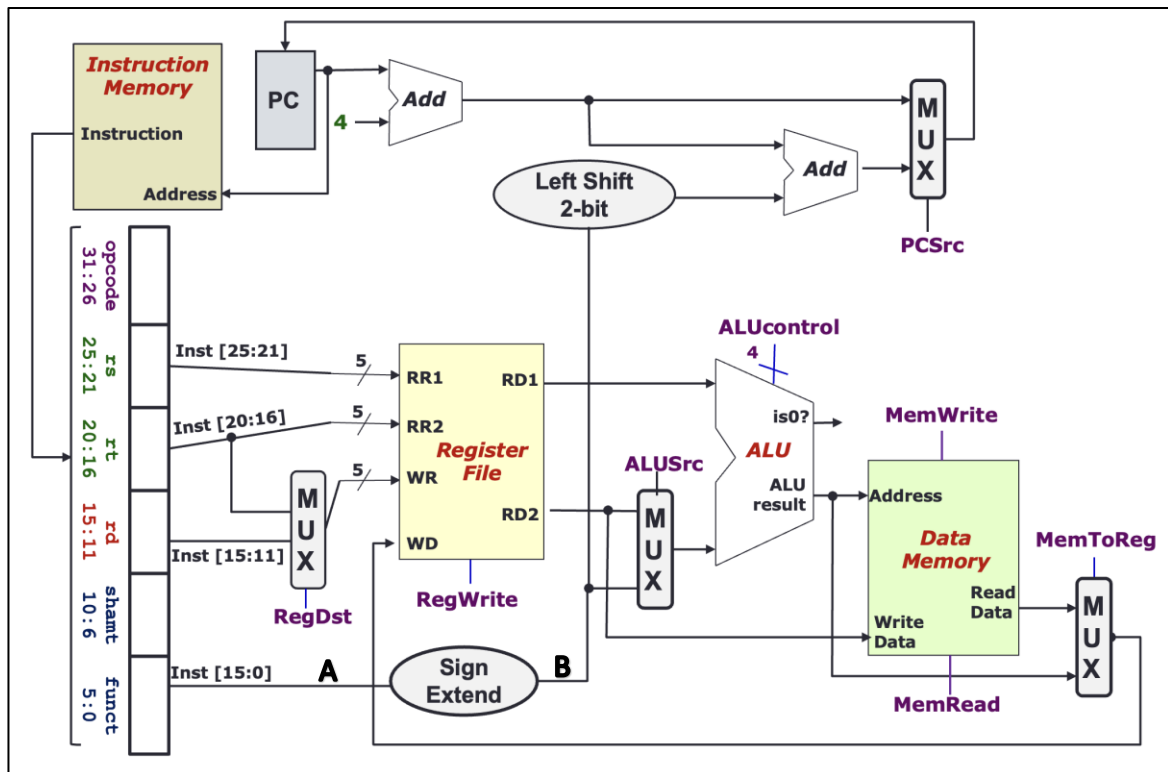 Instruction
Memory
Instruction
Address
PC
4
Add
Left Shift
2-bit
Add
M
U
X
PCSrc
opcode
31:26
rs
25:21
rt
20:16
rd
15:11
shamt
10:6
funct
5:0
Inst [25:21]
5
Inst [20:16]
5
5
M
U
X
Inst [15:11]
RegDst
RR1
RR2
WR
WD
RD1
RD2
Register
File
RegWrite
Inst [15:0]
A
Sign
Extend
B
ALUSrc
M
U
X
ALUcontrol
4
is0?
ALU
ALU
result
MemWrite
Address
Data
Memory
Read
Data
Write
Data
MemRead
MemToReg
M
U
X